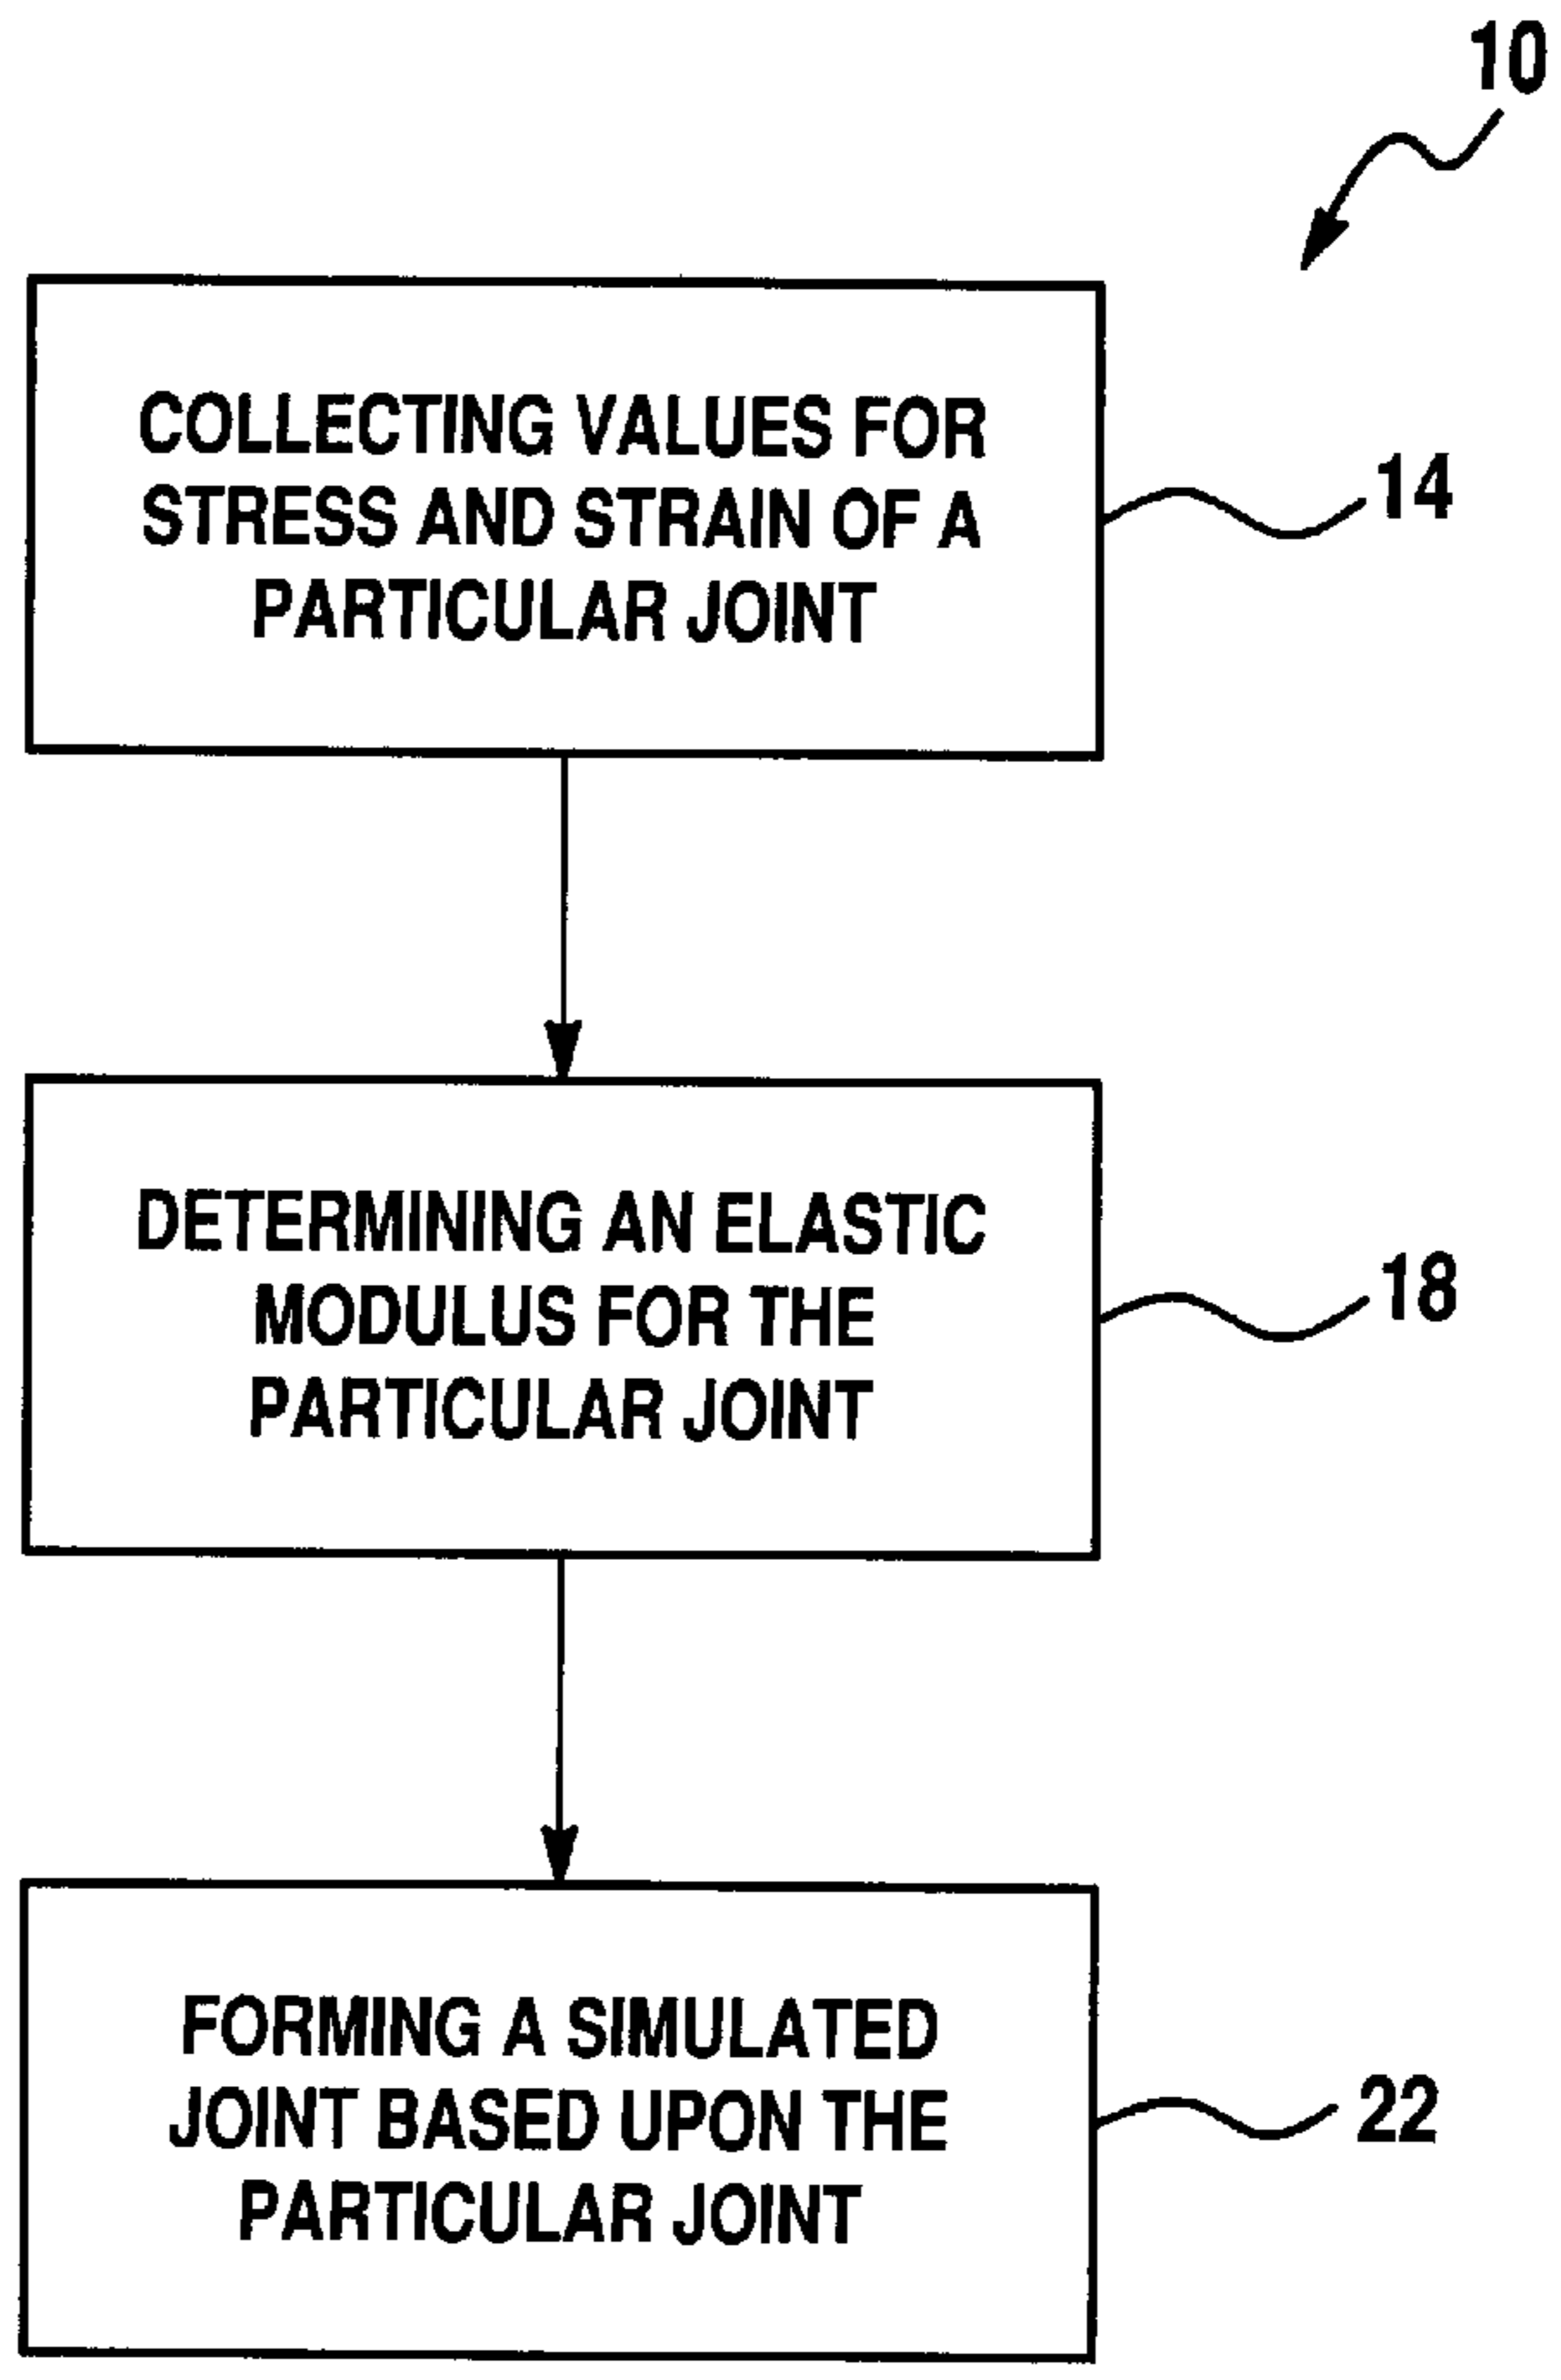 10
COLLECTING VALUES FOR
STRESS AND STRAIN OF A
PARTICULAR JOINT
14
DETERMINING AN ELASTIC
MODULUS FOR THE
PARTICULAR JOINT
18
FORMING A SIMULATED
JOINT BASED UPON THE
PARTICULAR JOINT
22